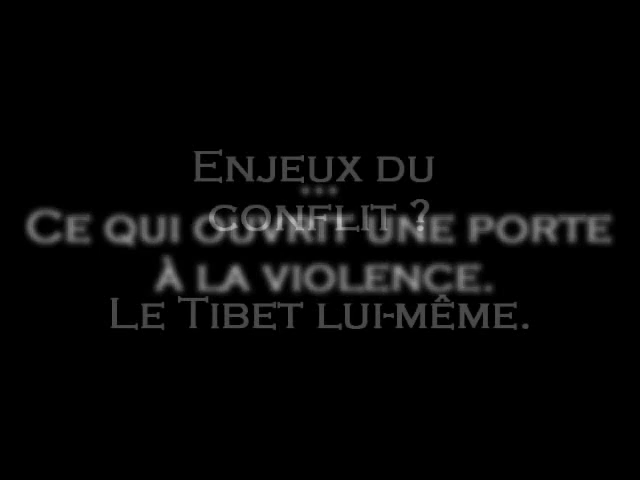 Enjeux du
conflit ?
Le Tibet lui-même.
...
Ce qui ouvrit une porte
à la violence.